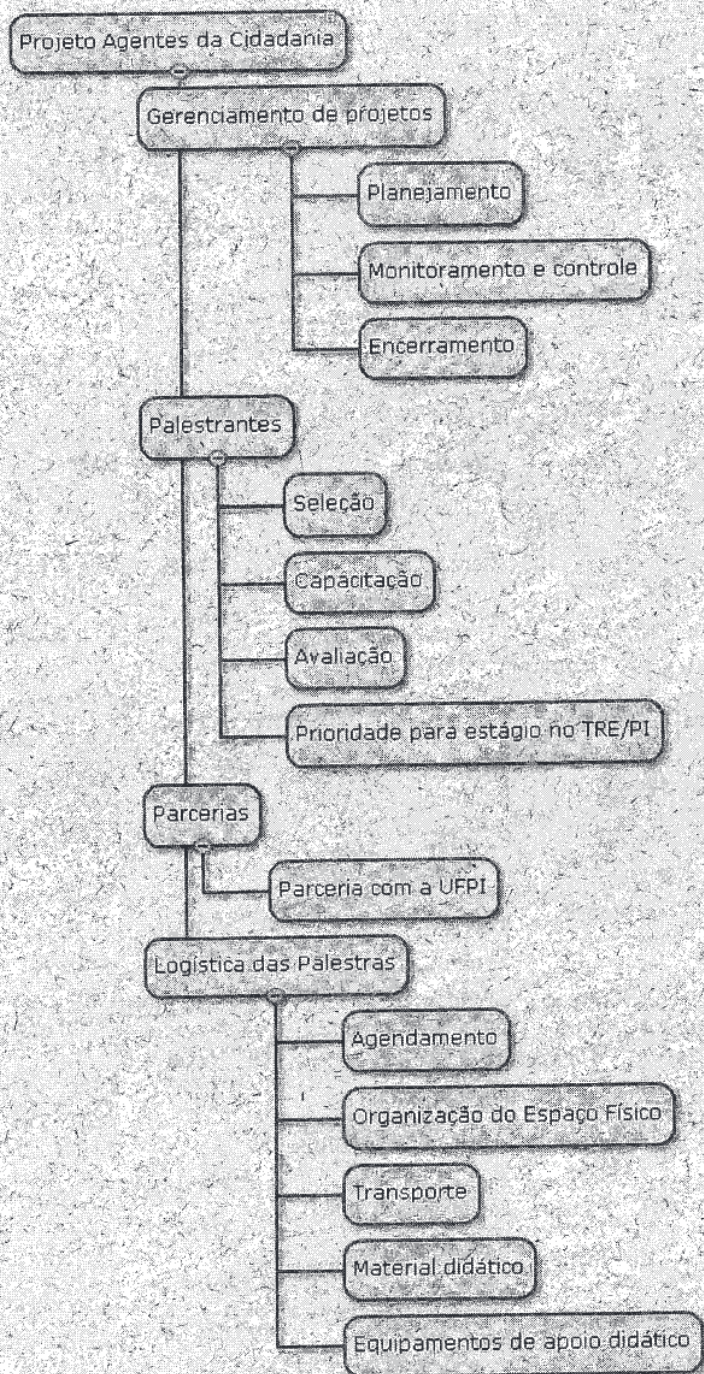 Projeto Agentes da Cidadania
Gerenciamento de projetos
Planejamento
Monitoramento e controle
Encerramento
Palestrantes
Seleção
Capacitação
Avaliação
Prioridade para estágio no TRE/PI
Parcerias
Parceria com a UFPI
Logística das Palestras
Agendamento
Organização do Espaço Físico
Transporte
Material didático
Equipamentos de apoio didático